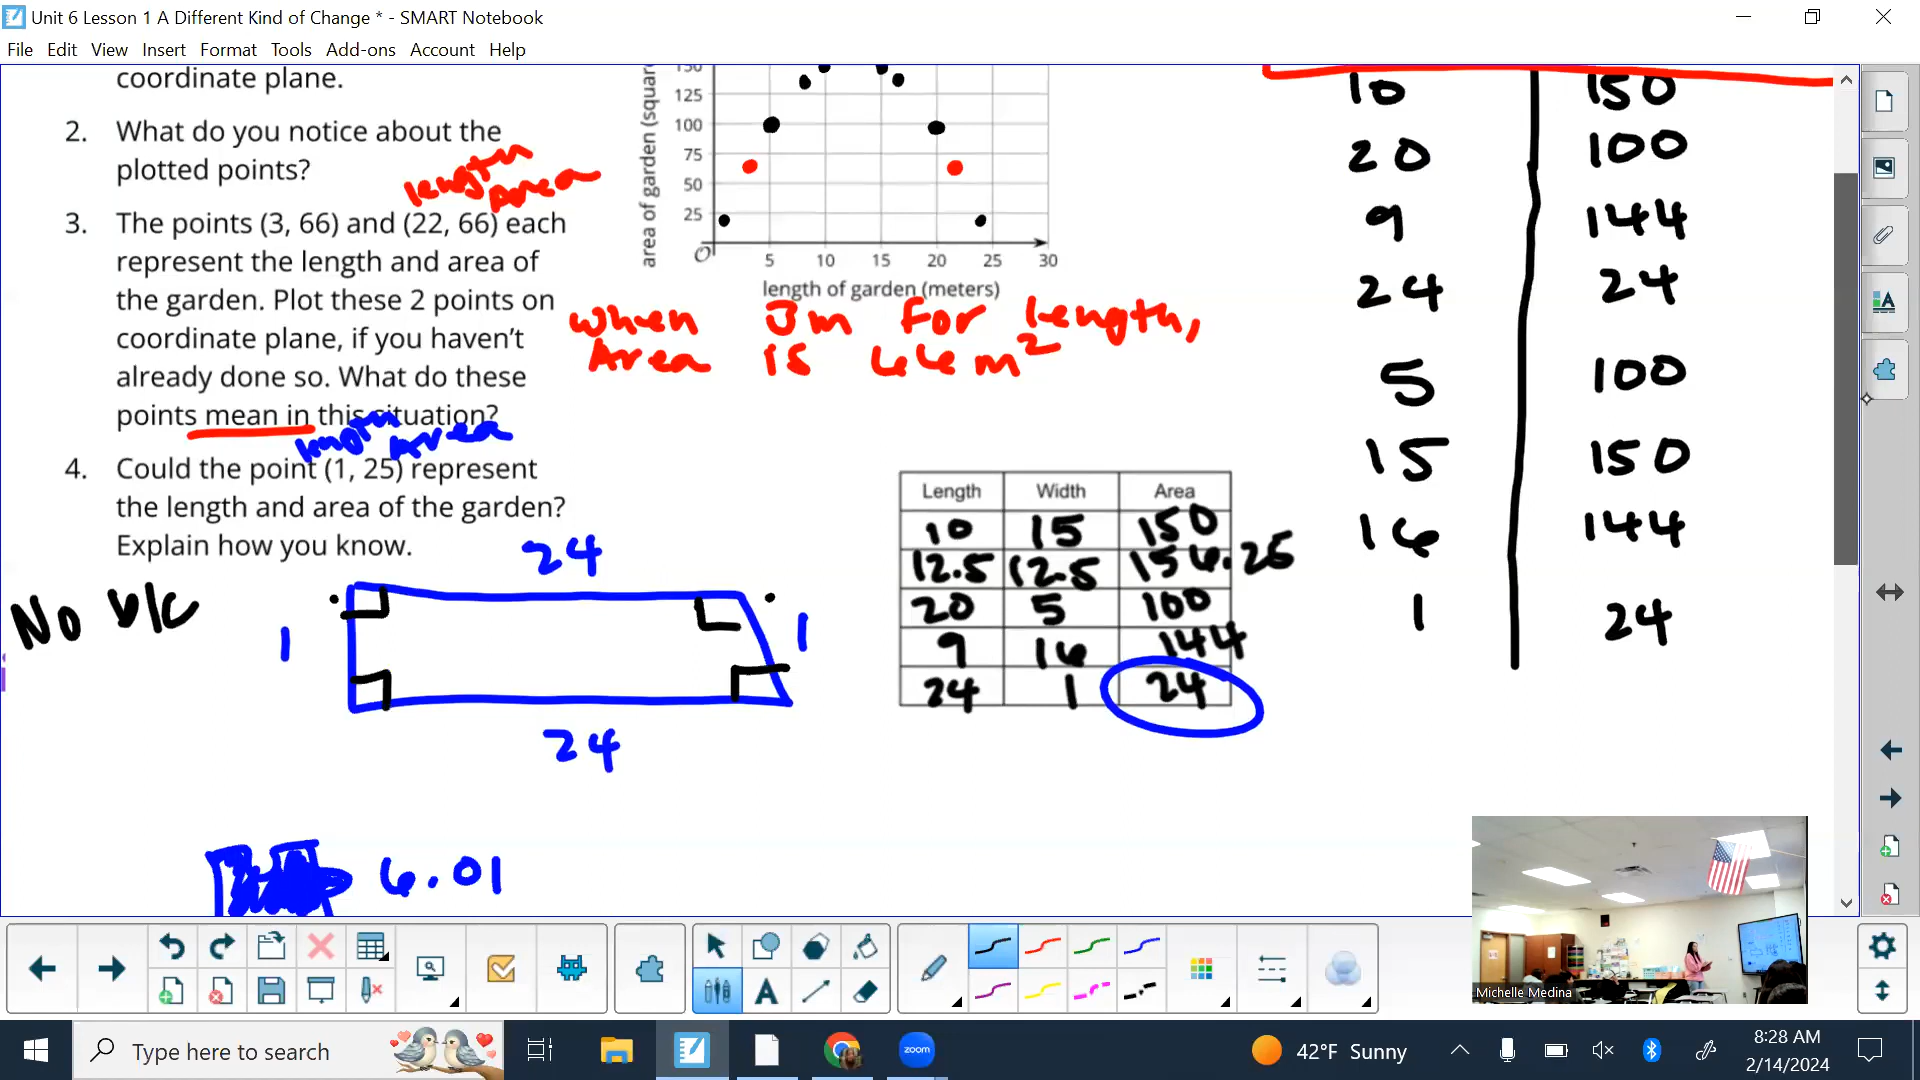 Unit 6 Lesson 1 A Different Kind of Change * - SMART Notebook
File Edit View Insert Format Tools Add-ons Account Help
coordinate plane.
2. What do you notice about the
plotted points?
length Area
3. The points (3, 66) and (22, 66) each
represent the length and area of
the garden. Plot these 2 points on
coordinate plane, if you haven't
already done so. What do these
points mean in this situation?
length Area
4. Could the point (1, 25) represent
the length and area of the garden?
Explain how you know.
area of garden (squar
150
125
100
75
50
25
O
5 10 15 20 25 30
length of garden (meters)
When 3m for length,
Area is 66m²
No b/c
24
1 1
24
6.01
Length Width Area
10 15 150
12.5 12.5 156.25
20 5 100
9 16 144
24 1 24
10 150
20 100
9 144
24 24
5 100
15 150
16 144
1 24
Michelle Medina
Type here to search
zoom
42°F Sunny
8:28 AM
2/14/2024